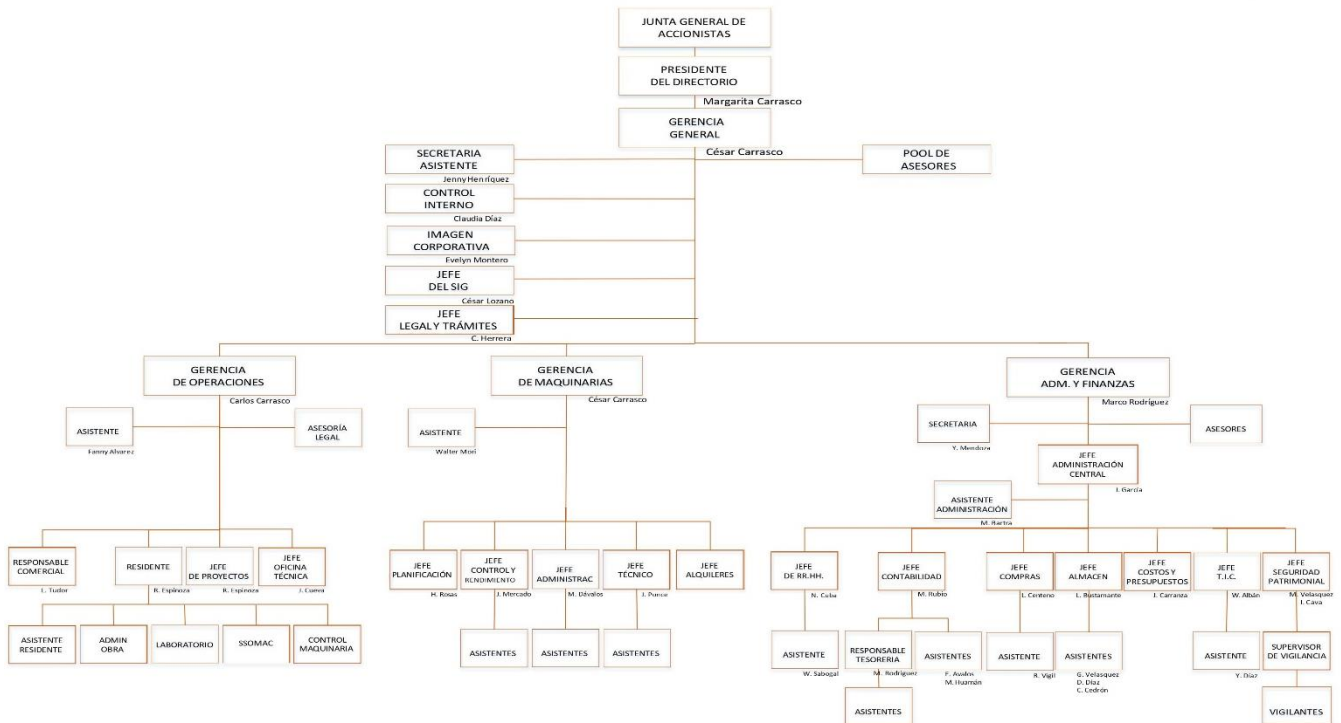 JUNTA GENERAL DE
ACCIONISTAS
PRESIDENTE
DEL DIRECTORIO
Margarita Carrasco
GERENCIA
GENERAL
César Carrasco
SECRETARIA
ASISTENTE
Jenny Henríquez
POOL DE
ASESORES
CONTROL
INTERNO
Claudia Díaz
IMAGEN
CORPORATIVA
Evelyn Montero
JEFE
DEL SIG
César Lozano
JEFE
LEGAL Y TRÁMITES
C. Herrera
GERENCIA
DE OPERACIONES
Carlos Carrasco
GERENCIA
DE MAQUINARIAS
César Carrasco
GERENCIA
ADM. Y FINANZAS
Marco Rodríguez
ASISTENTE
Fanny Alvarez
ASESORÍA
LEGAL
ASISTENTE
Walter Mori
SECRETARIA
Y. Mendoza
ASESORES
JEFE
ADMINISTRACIÓN
CENTRAL
I. García
ASISTENTE
ADMINISTRACIÓN
M. Bartra
RESPONSABLE
COMERCIAL
L. Tudor
RESIDENTE
R. Espinoza
JEFE
DE PROYECTOS
R. Espinoza
JEFE
OFICINA
TÉCNICA
J. Cueva
JEFE
PLANIFICACIÓN
H. Rosas
JEFE
CONTROL Y
RENDIMIENTO
J. Mercado
JEFE
ADMINISTRAC
M. Dávalos
JEFE
TÉCNICO
J. Punce
JEFE
ALQUILERES
JEFE
DE RR.HH.
N. Cuba
JEFE
CONTABILIDAD
M. Rubio
JEFE
COMPRAS
L. Centeno
JEFE
ALMACEN
L. Bustamante
JEFE
COSTOS Y
PRESUPUESTOS
J. Carranza
JEFE
T.I.C.
W. Albán
JEFE
SEGURIDAD
PATRIMONIAL
M. Velasquez
I. Cava
ASISTENTE
RESIDENTE
ADMIN
OBRA
LABORATORIO
SSOMAC
CONTROL
MAQUINARIA
ASISTENTES
ASISTENTES
ASISTENTES
ASISTENTE
W. Sabogal
RESPONSABLE
TESORERIA
M. Rodríguez
ASISTENTES
F. Avalos
M. Huamán
ASISTENTE
R. Vigil
ASISTENTES
G. Velasquez
D. Díaz
C. Cedrón
ASISTENTE
Y. Díaz
SUPERVISOR
DE VIGILANCIA
ASISTENTES
VIGILANTES